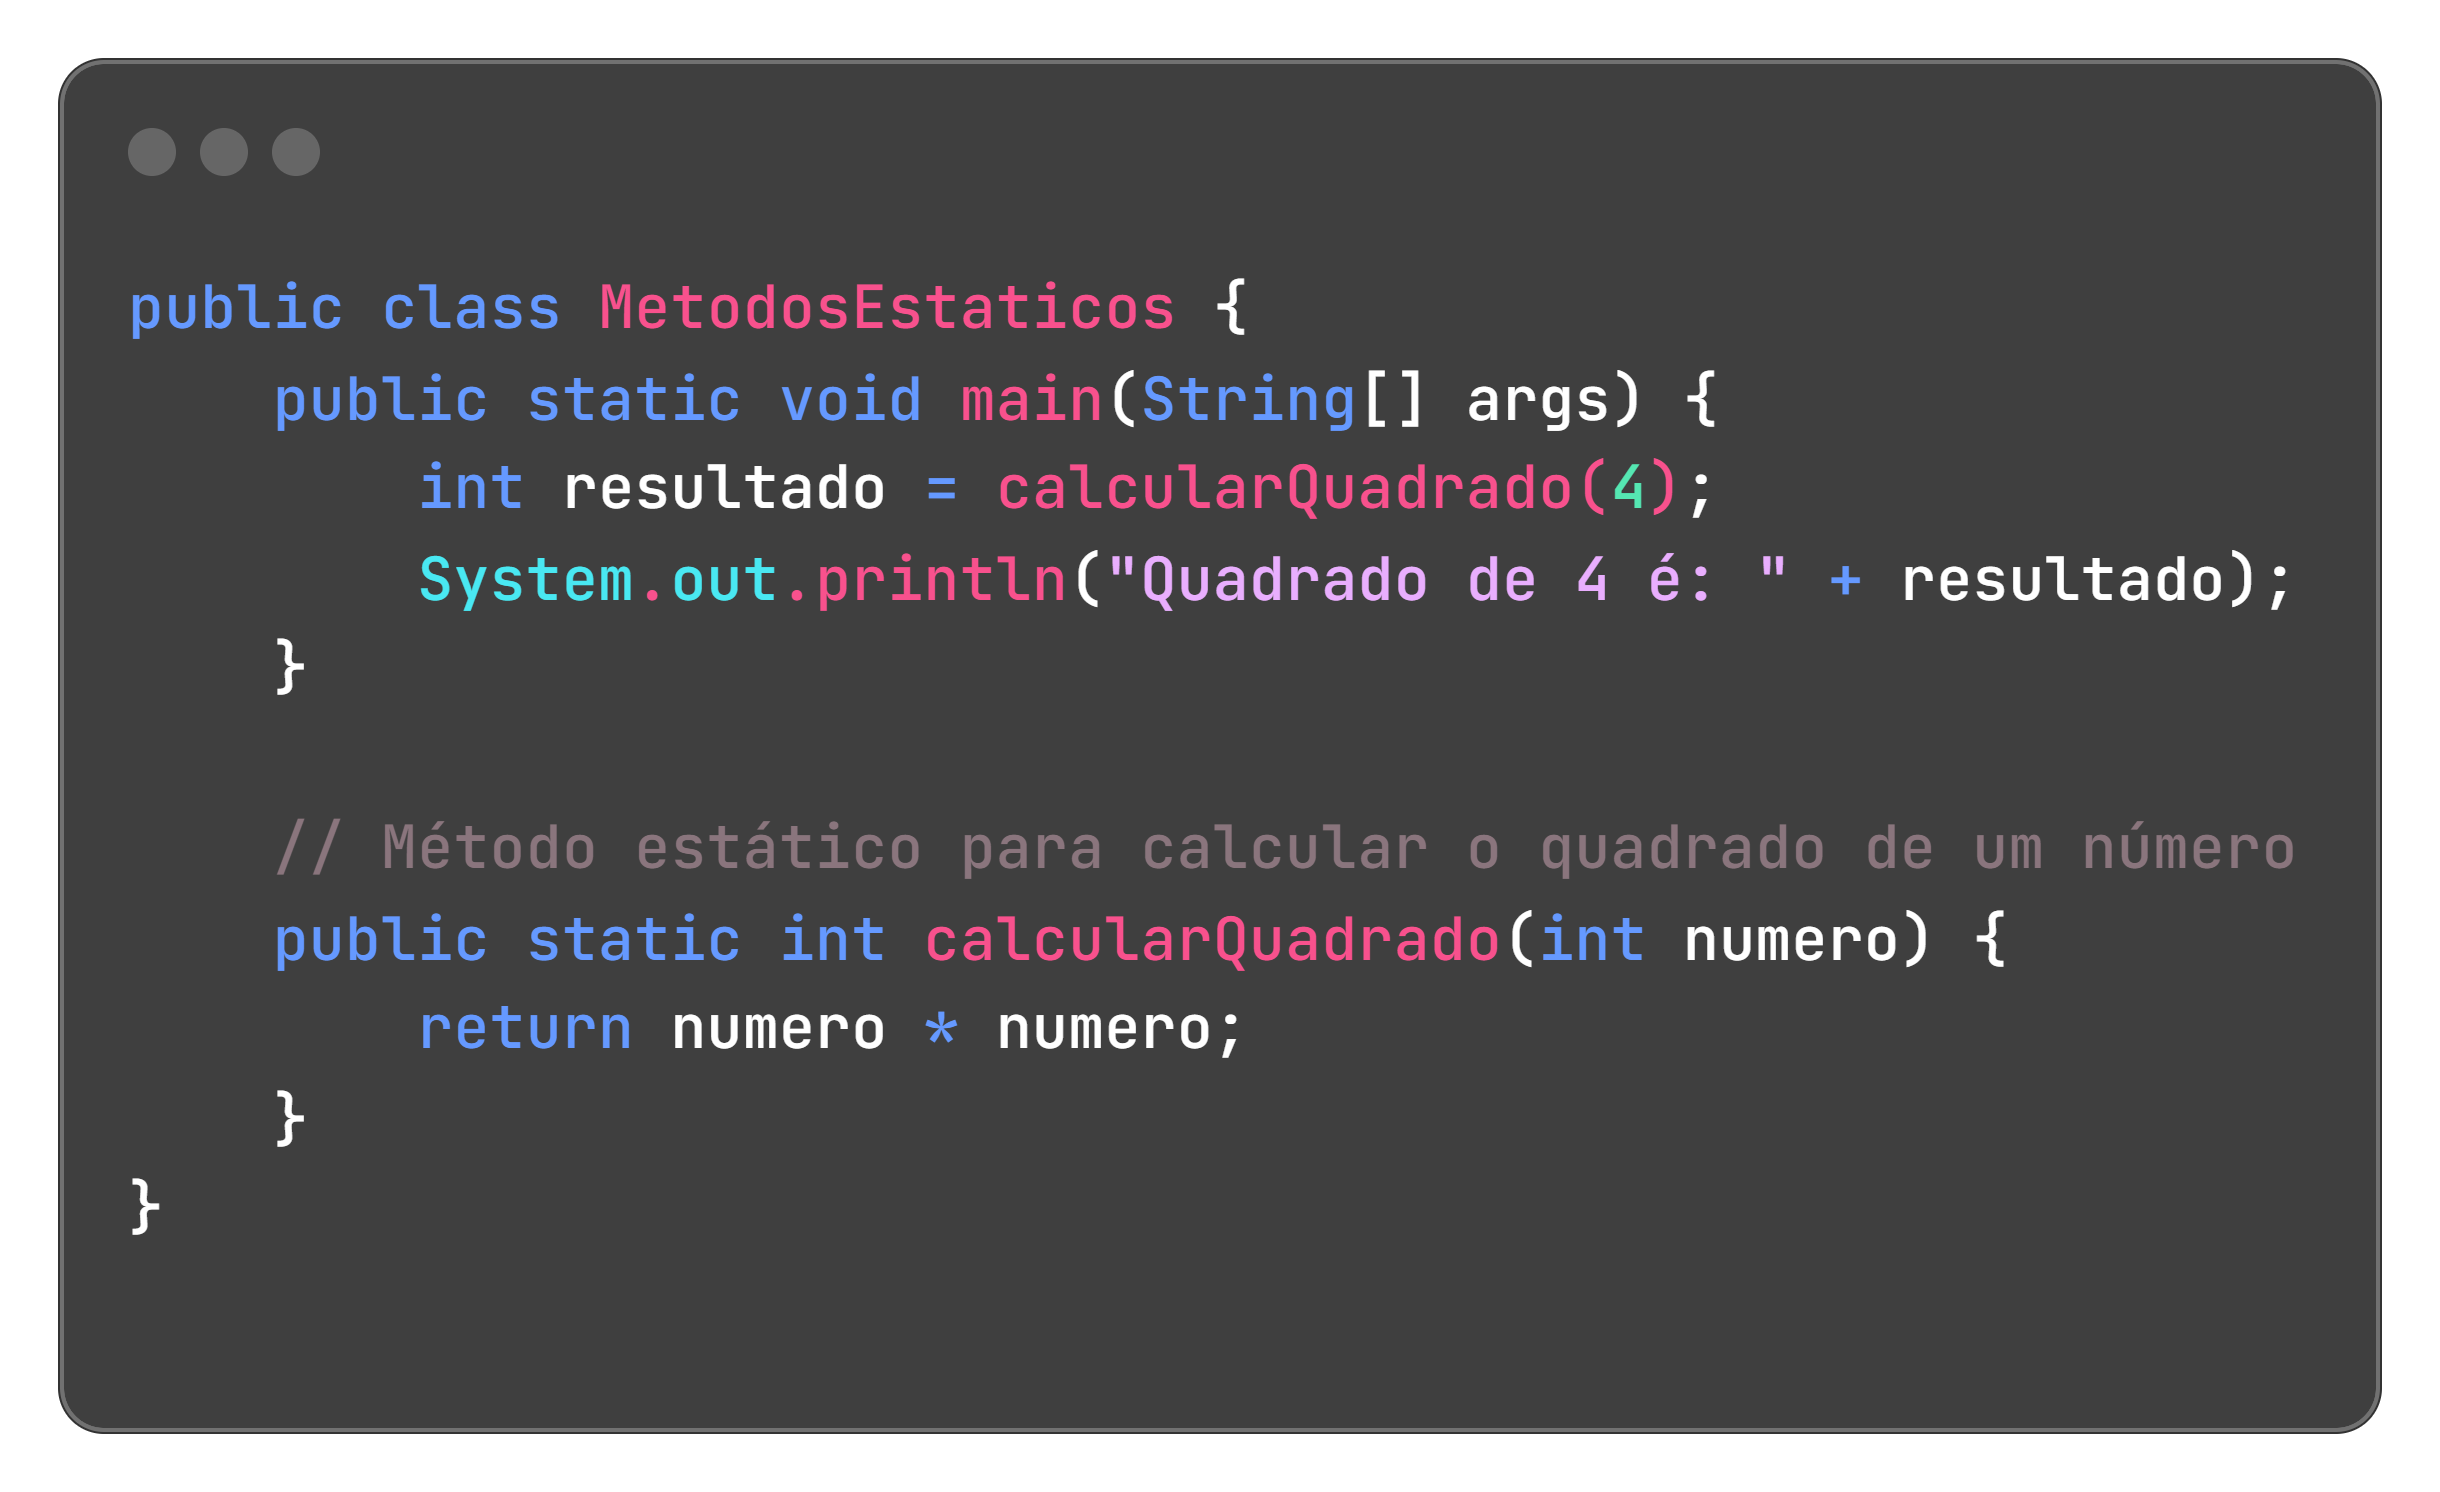 public class MetodosEstaticos {
    public static void main(String[] args) {
        int resultado = calcularQuadrado(4);
        System.out.println("Quadrado de 4 é: " + resultado);
    }

    // Método estático para calcular o quadrado de um número
    public static int calcularQuadrado(int numero) {
        return numero * numero;
    }
}